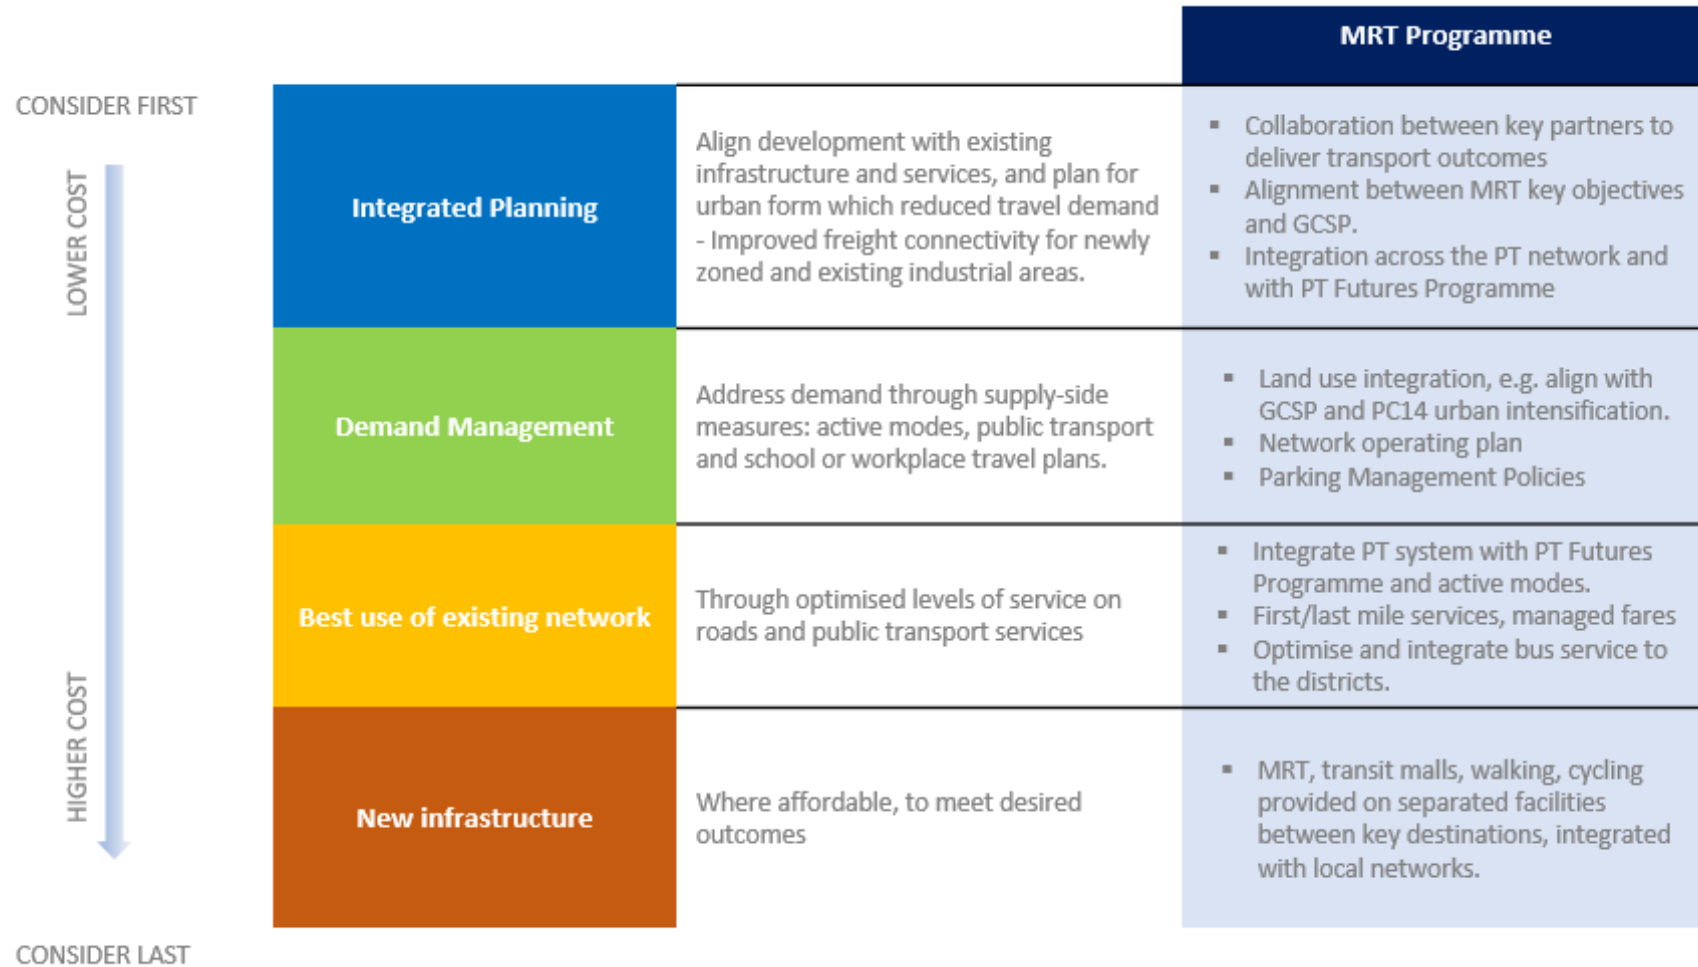 MRT Programme
CONSIDER FIRST
LOWER COST
HIGHER COST
CONSIDER LAST
Integrated Planning
Align development with existing
infrastructure and services, and plan for
urban form which reduced travel demand
- Improved freight connectivity for newly
zoned and existing industrial areas.
▪ Collaboration between key partners to
deliver transport outcomes
▪ Alignment between MRT key objectives
and GCSP.
▪ Integration across the PT network and
with PT Futures Programme
Demand Management
Address demand through supply-side
measures: active modes, public transport
and school or workplace travel plans.
▪ Land use integration, e.g. align with
GCSP and PC14 urban intensification.
▪ Network operating plan
▪ Parking Management Policies
Best use of existing network
Through optimised levels of service on
roads and public transport services
▪ Integrate PT system with PT Futures
Programme and active modes.
▪ First/last mile services, managed fares
▪ Optimise and integrate bus service to
the districts.
New infrastructure
Where affordable, to meet desired
outcomes
▪ MRT, transit malls, walking, cycling
provided on separated facilities
between key destinations, integrated
with local networks.